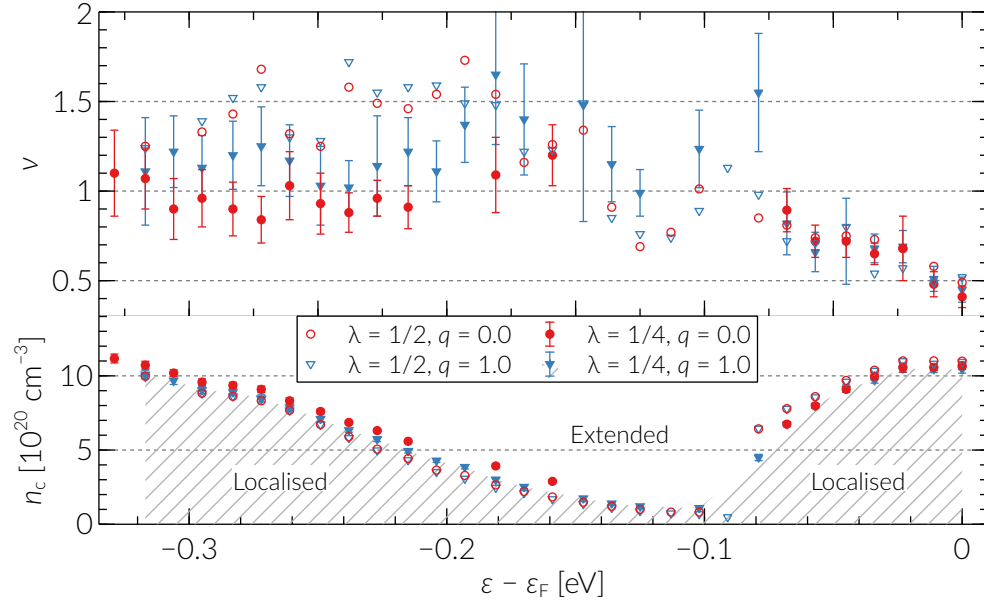 2
1.5
1
0.5
ν
λ = 1/2, q = 0.0
λ = 1/4, q = 0.0
λ = 1/2, q = 1.0
λ = 1/4, q = 1.0
10
5
0
n_c [10²⁰ cm⁻³]
Extended
Localised
Localised
−0.3
−0.2
−0.1
0
ε − ε_F [eV]